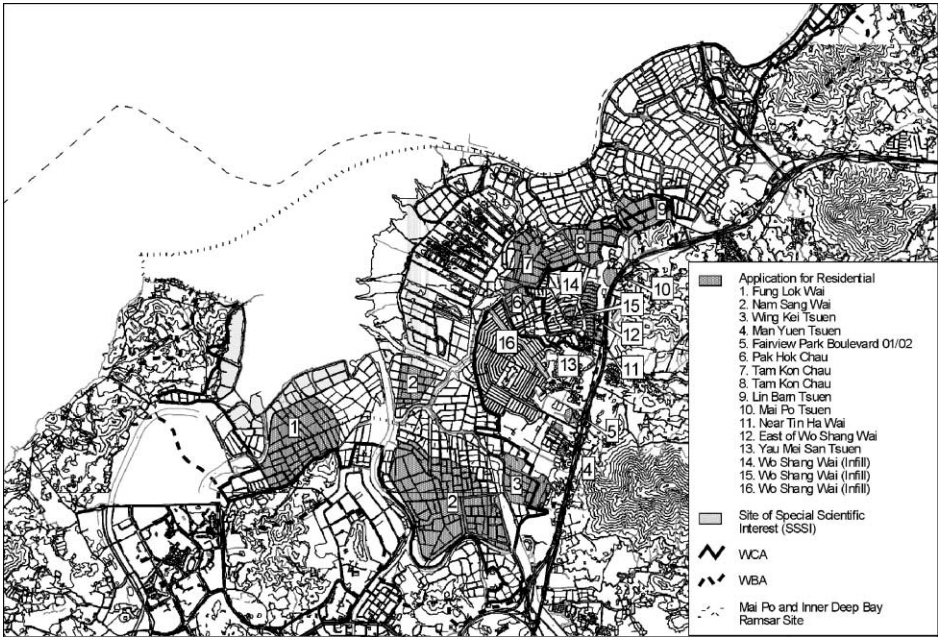 9
8
7
14
10
6
15
16
12
13
11
2
1
5
4
3
2
Application for Residential
1. Fung Lok Wai
2. Nam Sang Wai
3. Wing Kei Tsuen
4. Man Yuen Tsuen
5. Fairview Park Boulevard 01/02
6. Pak Hok Chau
7. Tam Kon Chau
8. Tam Kon Chau
9. Lin Barn Tsuen
10. Mai Po Tsuen
11. Near Tin Ha Wai
12. East of Wo Shang Wai
13. Yau Mei San Tsuen
14. Wo Shang Wai (Infill)
15. Wo Shang Wai (Infill)
16. Wo Shang Wai (Infill)
Site of Special Scientific
Interest (SSSI)
WCA
WBA
Mai Po and Inner Deep Bay
Ramsar Site